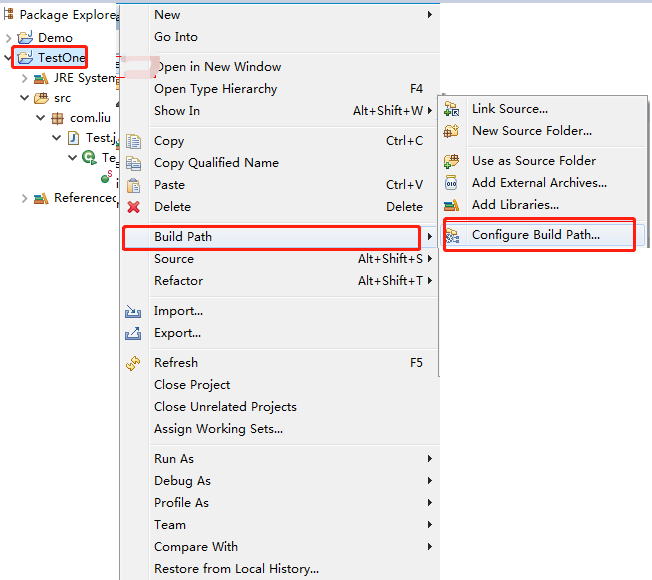 Package Explore
Demo
TestOne
JRE System
src
com.liu
Test.j
Te
Referenced
New
Go Into
Open in New Window
Open Type Hierarchy F4
Show In Alt+Shift+W
Copy Ctrl+C
Copy Qualified Name
Paste Ctrl+V
Delete Delete
Build Path
Source Alt+Shift+S
Refactor Alt+Shift+T
Import...
Export...
Refresh F5
Close Project
Close Unrelated Projects
Assign Working Sets...
Run As
Debug As
Profile As
Team
Compare With
Restore from Local History...
Link Source...
New Source Folder...
Use as Source Folder
Add External Archives...
Add Libraries...
Configure Build Path...